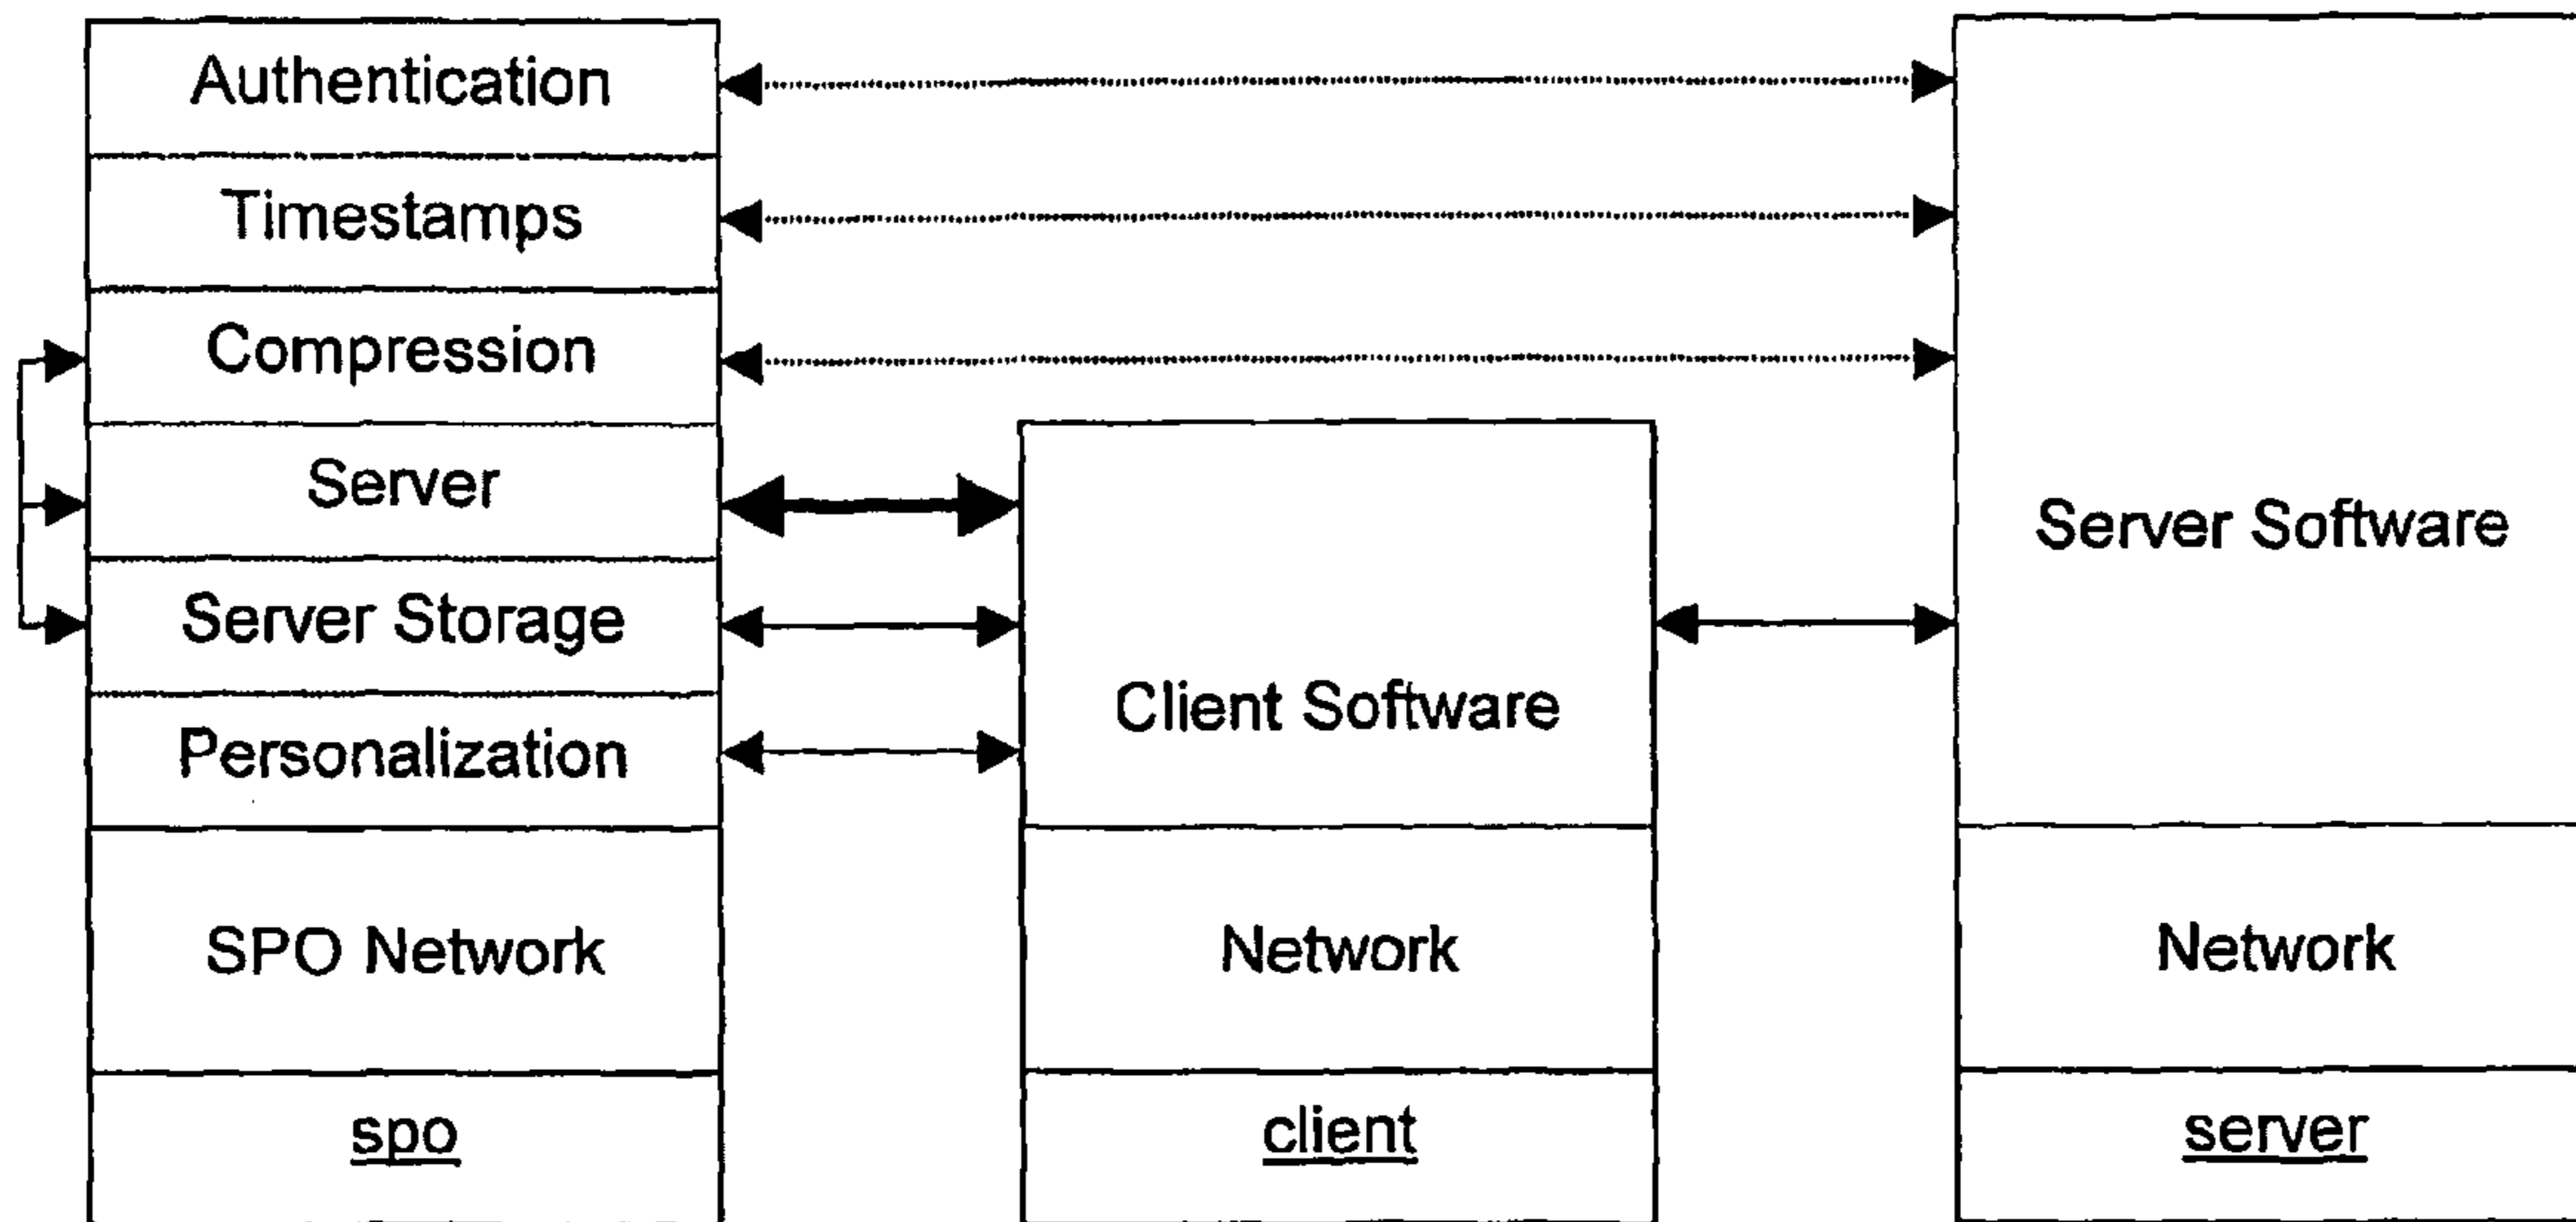 Authentication
Timestamps
Compression
Server
Server Storage
Personalization
SPO Network
spo
Client Software
Network
client
Server Software
Network
server